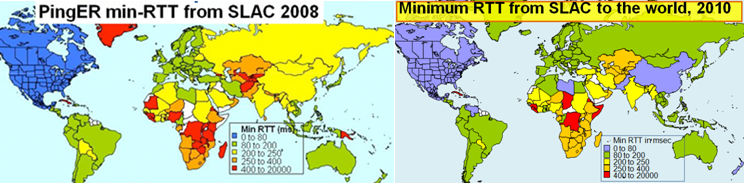 PingER min-RTT from SLAC 2008
Min RTT (ms)
0 to 80
80 to 200
200 to 250
250 to 400
400 to 20000
Minimum RTT from SLAC to the world, 2010
Min RTT in msec
0 to 80
80 to 200
200 to 250
250 to 400
400 to 20000